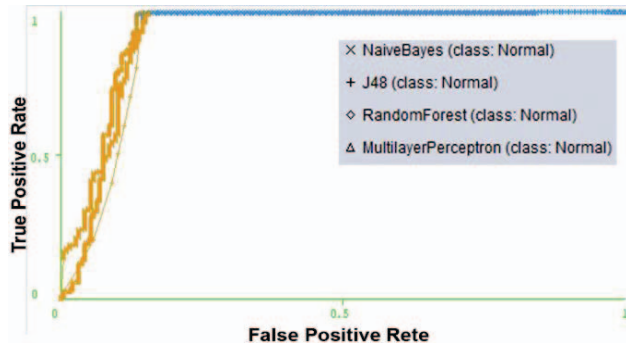 1
× NaiveBayes (class: Normal)
+ J48 (class: Normal)
◇ RandomForest (class: Normal)
△ MultilayerPerceptron (class: Normal)
True Positive Rate
0.5
0
0
0.5
1
False Positive Rete